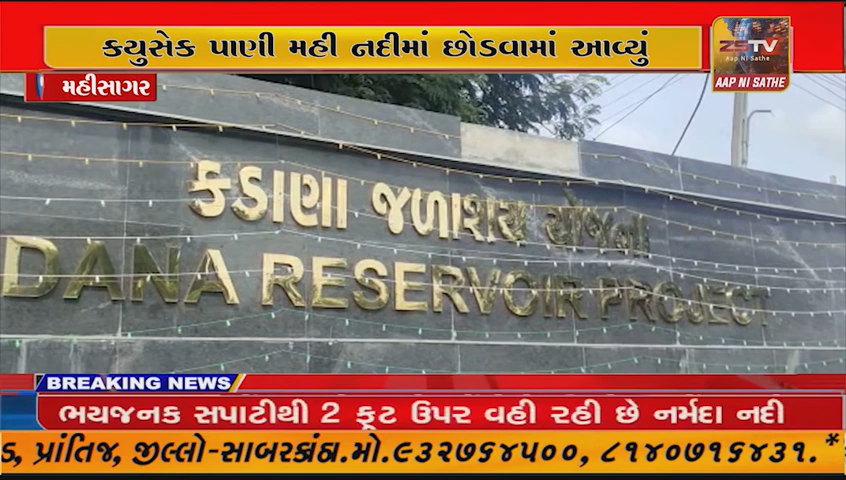 કયુસેક પાણી મહી નદીમાં છોડવામાં આવ્યું
ZSTV
Aap Ni Sathe
AAP NI SATHE
મહીસાગર
કડાણા જળાશય યોજના
DANA RESERVOIR PROJECT
BREAKING NEWS
ભયજનક સપાટીથી 2 ફૂટ ઉપર વહી રહી છે નર્મદા નદી
પ્રાંતિજ, જીલ્લો-સાબરકાંઠા.મો.૯૩૨૭૬૪૫૦૦, ૮૧૪૦૭૧૬૪૩૧.*